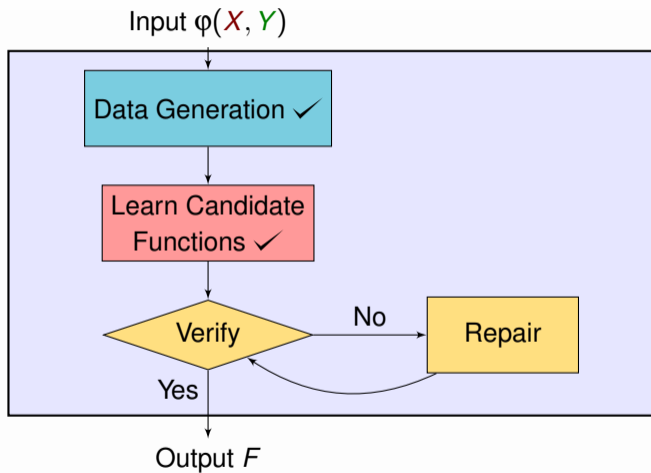 Input φ(X, Y)
Data Generation ✓
Learn Candidate
Functions ✓
Verify
No
Repair
Yes
Output F